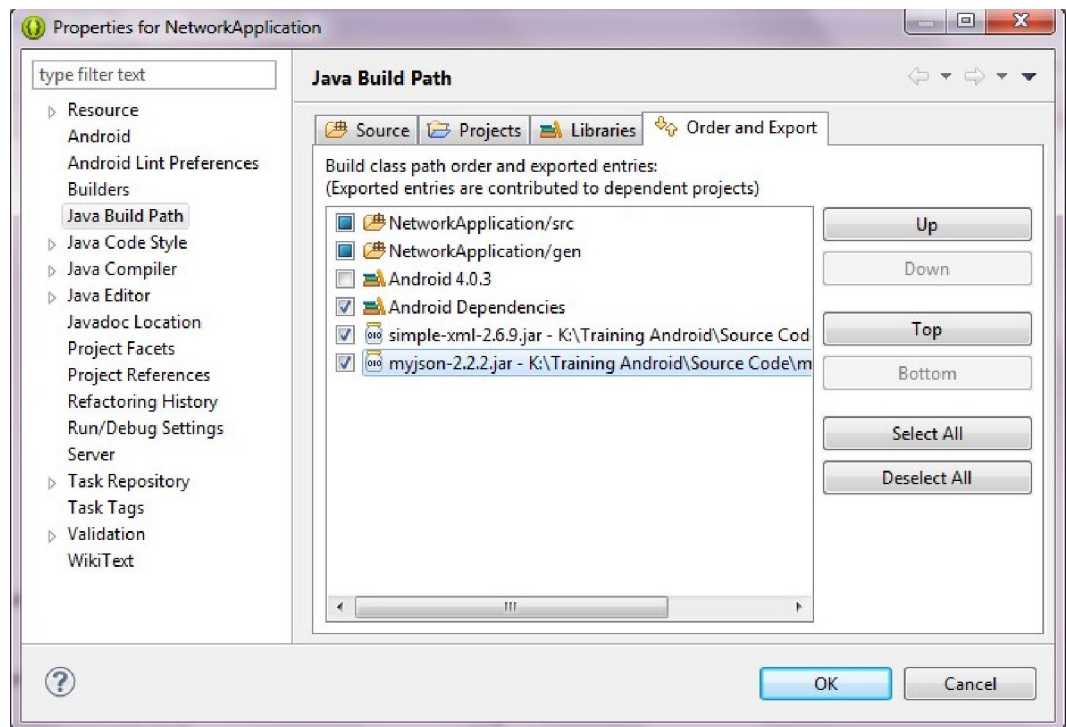 Properties for NetworkApplication
type filter text
Resource
Android
Android Lint Preferences
Builders
Java Build Path
Java Code Style
Java Compiler
Java Editor
Javadoc Location
Project Facets
Project References
Refactoring History
Run/Debug Settings
Server
Task Repository
Task Tags
Validation
WikiText
Java Build Path
Source
Projects
Libraries
Order and Export
Build class path order and exported entries:
(Exported entries are contributed to dependent projects)
NetworkApplication/src
NetworkApplication/gen
Android 4.0.3
Android Dependencies
simple-xml-2.6.9.jar - K:\Training Android\Source Cod
myjson-2.2.2.jar - K:\Training Android\Source Code\m
Up
Down
Top
Bottom
Select All
Deselect All
OK
Cancel